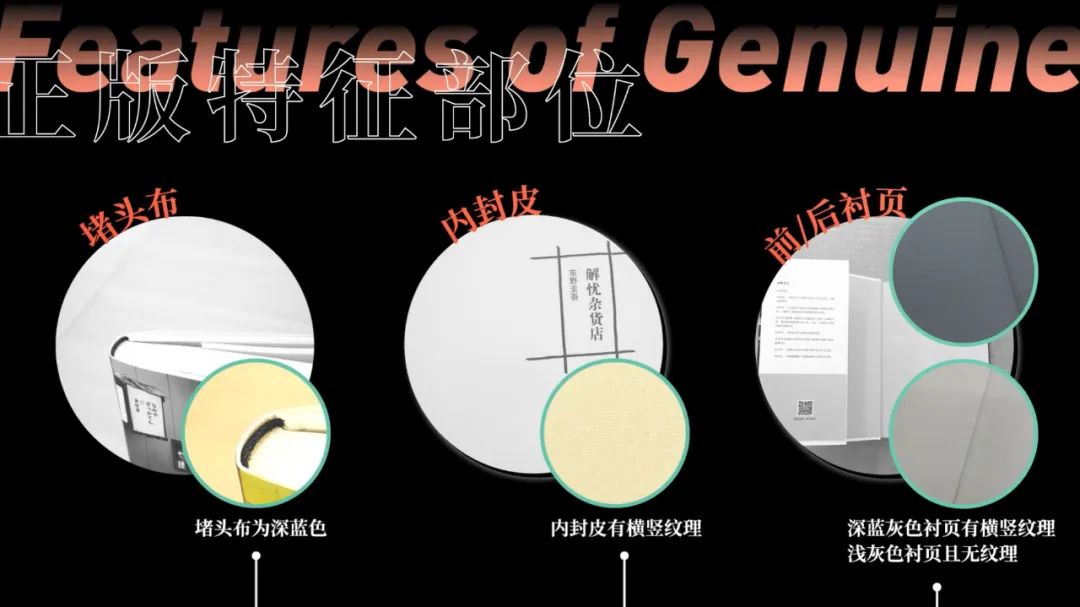 Features of Genuine
正版特征部位
堵头布
内封皮
前/后衬页
解忧杂货店
东野圭吾
堵头布为深蓝色
内封皮有横竖纹理
深蓝灰色衬页有横竖纹理
浅灰色衬页且无纹理